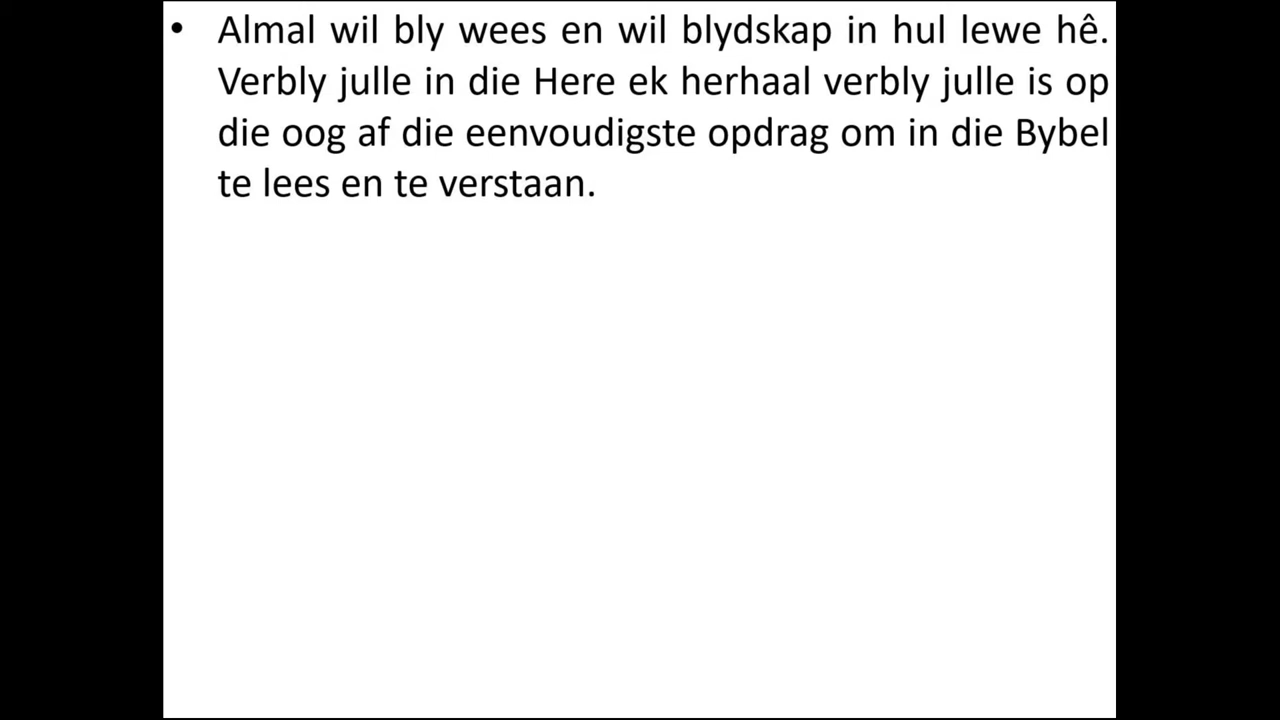 • Almal wil bly wees en wil blydskap in hul lewe hê.
Verbly julle in die Here ek herhaal verbly julle is op
die oog af die eenvoudigste opdrag om in die Bybel
te lees en te verstaan.